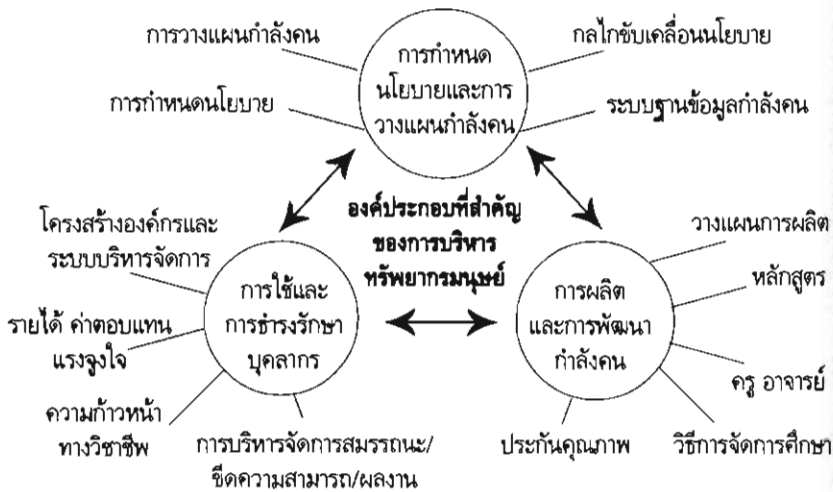 การวางแผนกำลังคน
การกำหนดนโยบาย
การกำหนด
นโยบายและการ
วางแผนกำลังคน
กลไกขับเคลื่อนนโยบาย
ระบบฐานข้อมูลกำลังคน
องค์ประกอบที่สำคัญ
ของการบริหาร
ทรัพยากรมนุษย์
โครงสร้างองค์กรและ
ระบบบริหารจัดการ
รายได้ ค่าตอบแทน
แรงจูงใจ
ความก้าวหน้า
ทางวิชาชีพ
การบริหารจัดการสมรรถนะ/
ขีดความสามารถ/ผลงาน
การใช้และ
การธำรงรักษา
บุคลากร
การผลิต
และการพัฒนา
กำลังคน
วางแผนการผลิต
หลักสูตร
ครู อาจารย์
วิธีการจัดการศึกษา
ประกันคุณภาพ